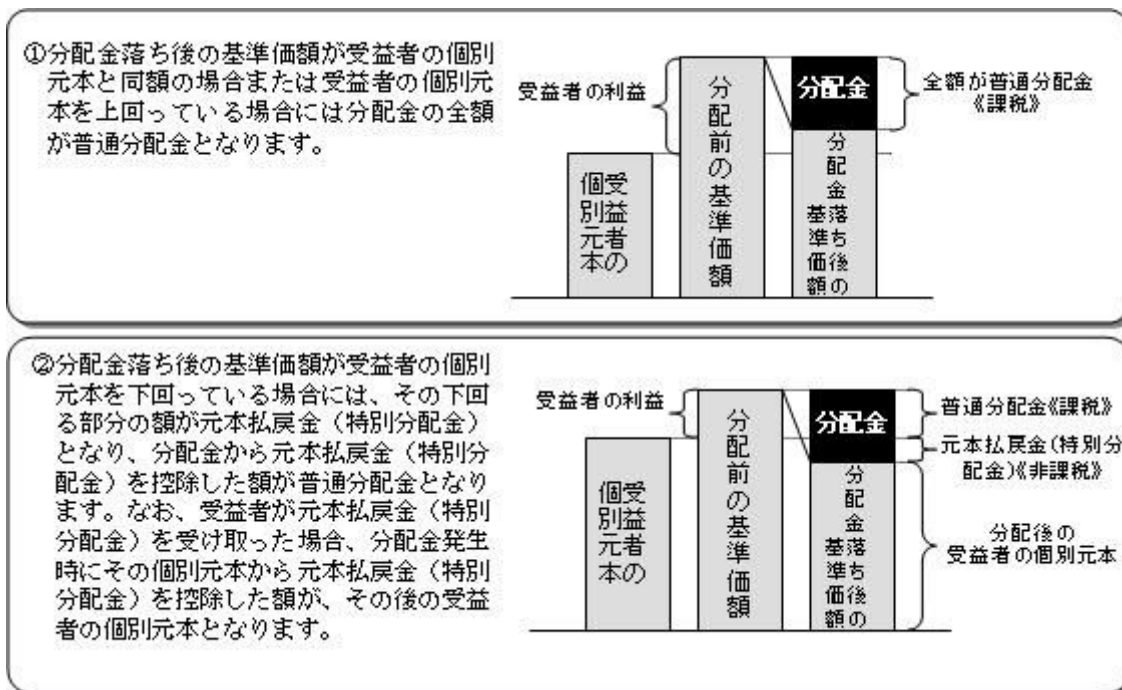 ①分配金落ち後の基準価額が受益者の個別
元本と同額の場合または受益者の個別元
本を上回っている場合には分配金の全額
が普通分配金となります。
受益者の利益
受益者の
個別元本
分配前の基準価額
分配金
分配金落ち後の
基準価額
全額が普通分配金
《課税》
②分配金落ち後の基準価額が受益者の個別
元本を下回っている場合には、その下回
る部分の額が元本払戻金（特別分配金）
となり、分配金から元本払戻金（特別分
配金）を控除した額が普通分配金となり
ます。なお、受益者が元本払戻金（特別
分配金）を受け取った場合、分配金発生
時にその個別元本から元本払戻金（特別
分配金）を控除した額が、その後の受益
者の個別元本となります。
受益者の利益
受益者の
個別元本
分配前の基準価額
分配金
分配金落ち後の
基準価額
普通分配金《課税》
元本払戻金（特別分
配金）《非課税》
分配後の
受益者の個別元本